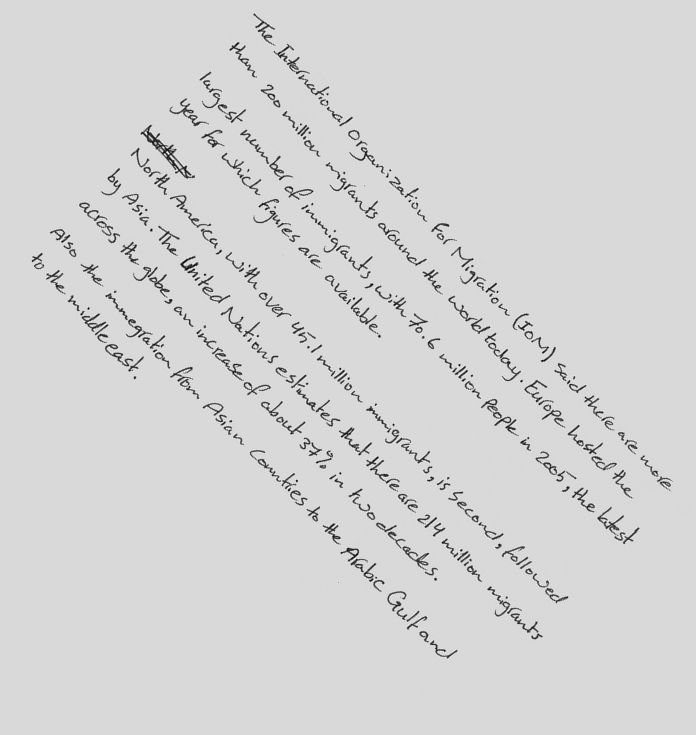 The International Organization For Migration (IOM) said there are more
than 200 million migrants around the world today. Europe hosted the
largest number of immigrants, with 70.6 million people in 2005, the latest
year for which figures are available.
North America, with over 45.1 million immigrants, is second, followed
by Asia. The United Nations estimates that there are 214 million migrants
across the globe, an increase of about 37% in two decades.
Also the immegration from Asian Countries to the Arabic Gulf and
to the middle east.